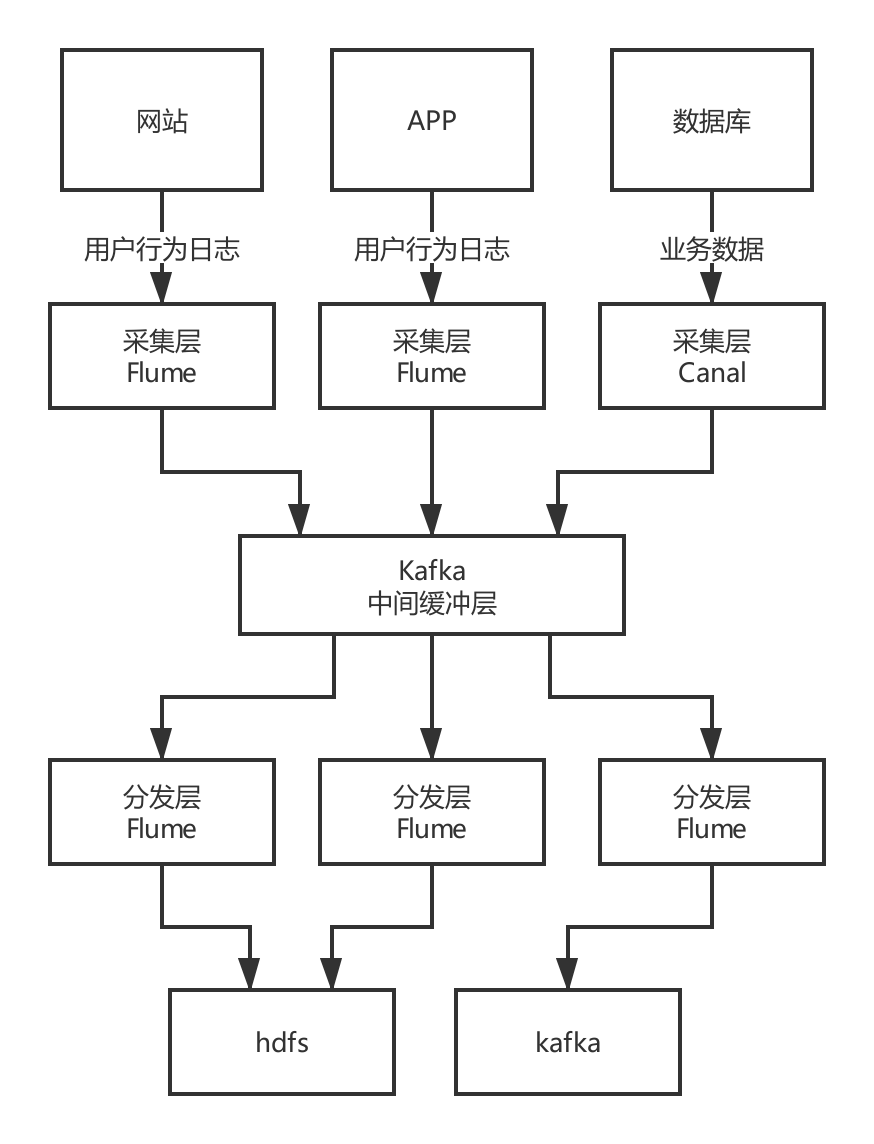 网站
APP
数据库
用户行为日志
用户行为日志
业务数据
采集层
Flume
采集层
Flume
采集层
Canal
Kafka
中间缓冲层
分发层
Flume
分发层
Flume
分发层
Flume
hdfs
kafka